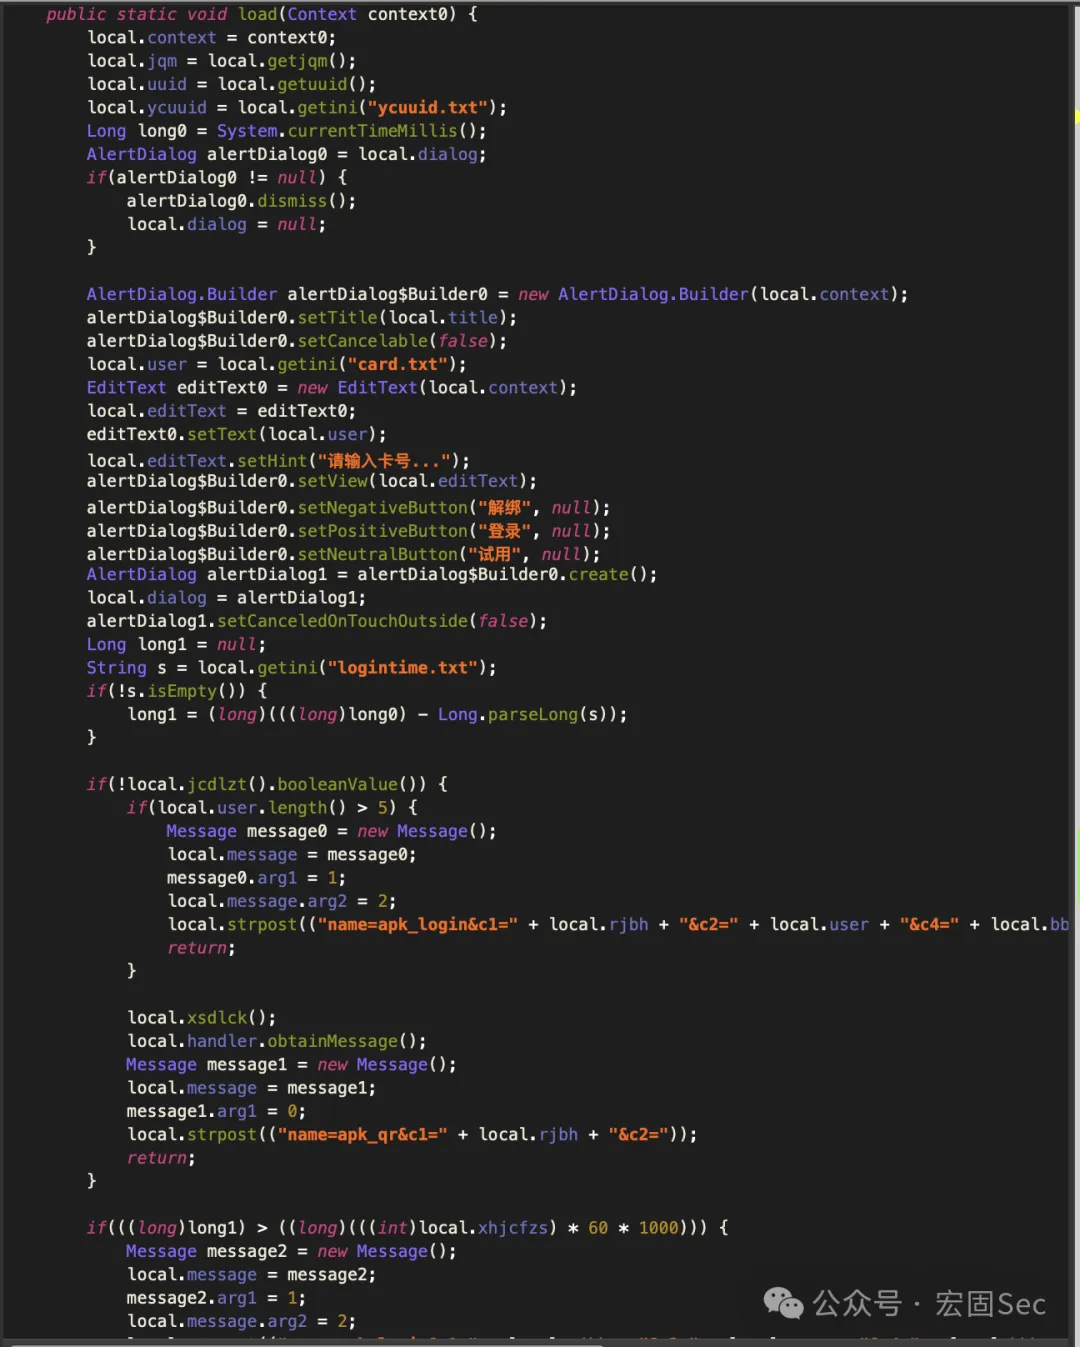 public static void load(Context context0) {
local.context = context0;
local.jqm = local.getjqm();
local.uuid = local.getuuid();
local.ycuuid = local.getini("ycuuid.txt");
Long long0 = System.currentTimeMillis();
AlertDialog alertDialog0 = local.dialog;
if(alertDialog0 != null) {
alertDialog0.dismiss();
local.dialog = null;
}
AlertDialog.Builder alertDialog$Builder0 = new AlertDialog.Builder(local.context);
alertDialog$Builder0.setTitle(local.title);
alertDialog$Builder0.setCancelable(false);
local.user = local.getini("card.txt");
EditText editText0 = new EditText(local.context);
local.editText = editText0;
editText0.setText(local.user);
local.editText.setHint("请输入卡号...");
alertDialog$Builder0.setView(local.editText);
alertDialog$Builder0.setNegativeButton("解绑", null);
alertDialog$Builder0.setPositiveButton("登录", null);
alertDialog$Builder0.setNeutralButton("试用", null);
AlertDialog alertDialog1 = alertDialog$Builder0.create();
local.dialog = alertDialog1;
alertDialog1.setCanceledOnTouchOutside(false);
Long long1 = null;
String s = local.getini("logintime.txt");
if(!s.isEmpty()) {
long1 = (long)(((long)long0) - Long.parseLong(s));
}
if(!local.jcdlzt().booleanValue()) {
if(local.user.length() > 5) {
Message message0 = new Message();
local.message = message0;
message0.arg1 = 1;
local.message.arg2 = 2;
local.strpost(("name=apk_login&c1=" + local.rjbh + "&c2=" + local.user + "&c4=" + local.bb
return;
}
local.xsdlck();
local.handler.obtainMessage();
Message message1 = new Message();
local.message = message1;
message1.arg1 = 0;
local.strpost(("name=apk_qr&c1=" + local.rjbh + "&c2="));
return;
}
if(((long)long1) > ((long)(((int)local.xhjcfzs) * 60 * 1000))) {
Message message2 = new Message();
local.message = message2;
message2.arg1 = 1;
local.message.arg2 = 2;
公众号 · 宏固Sec